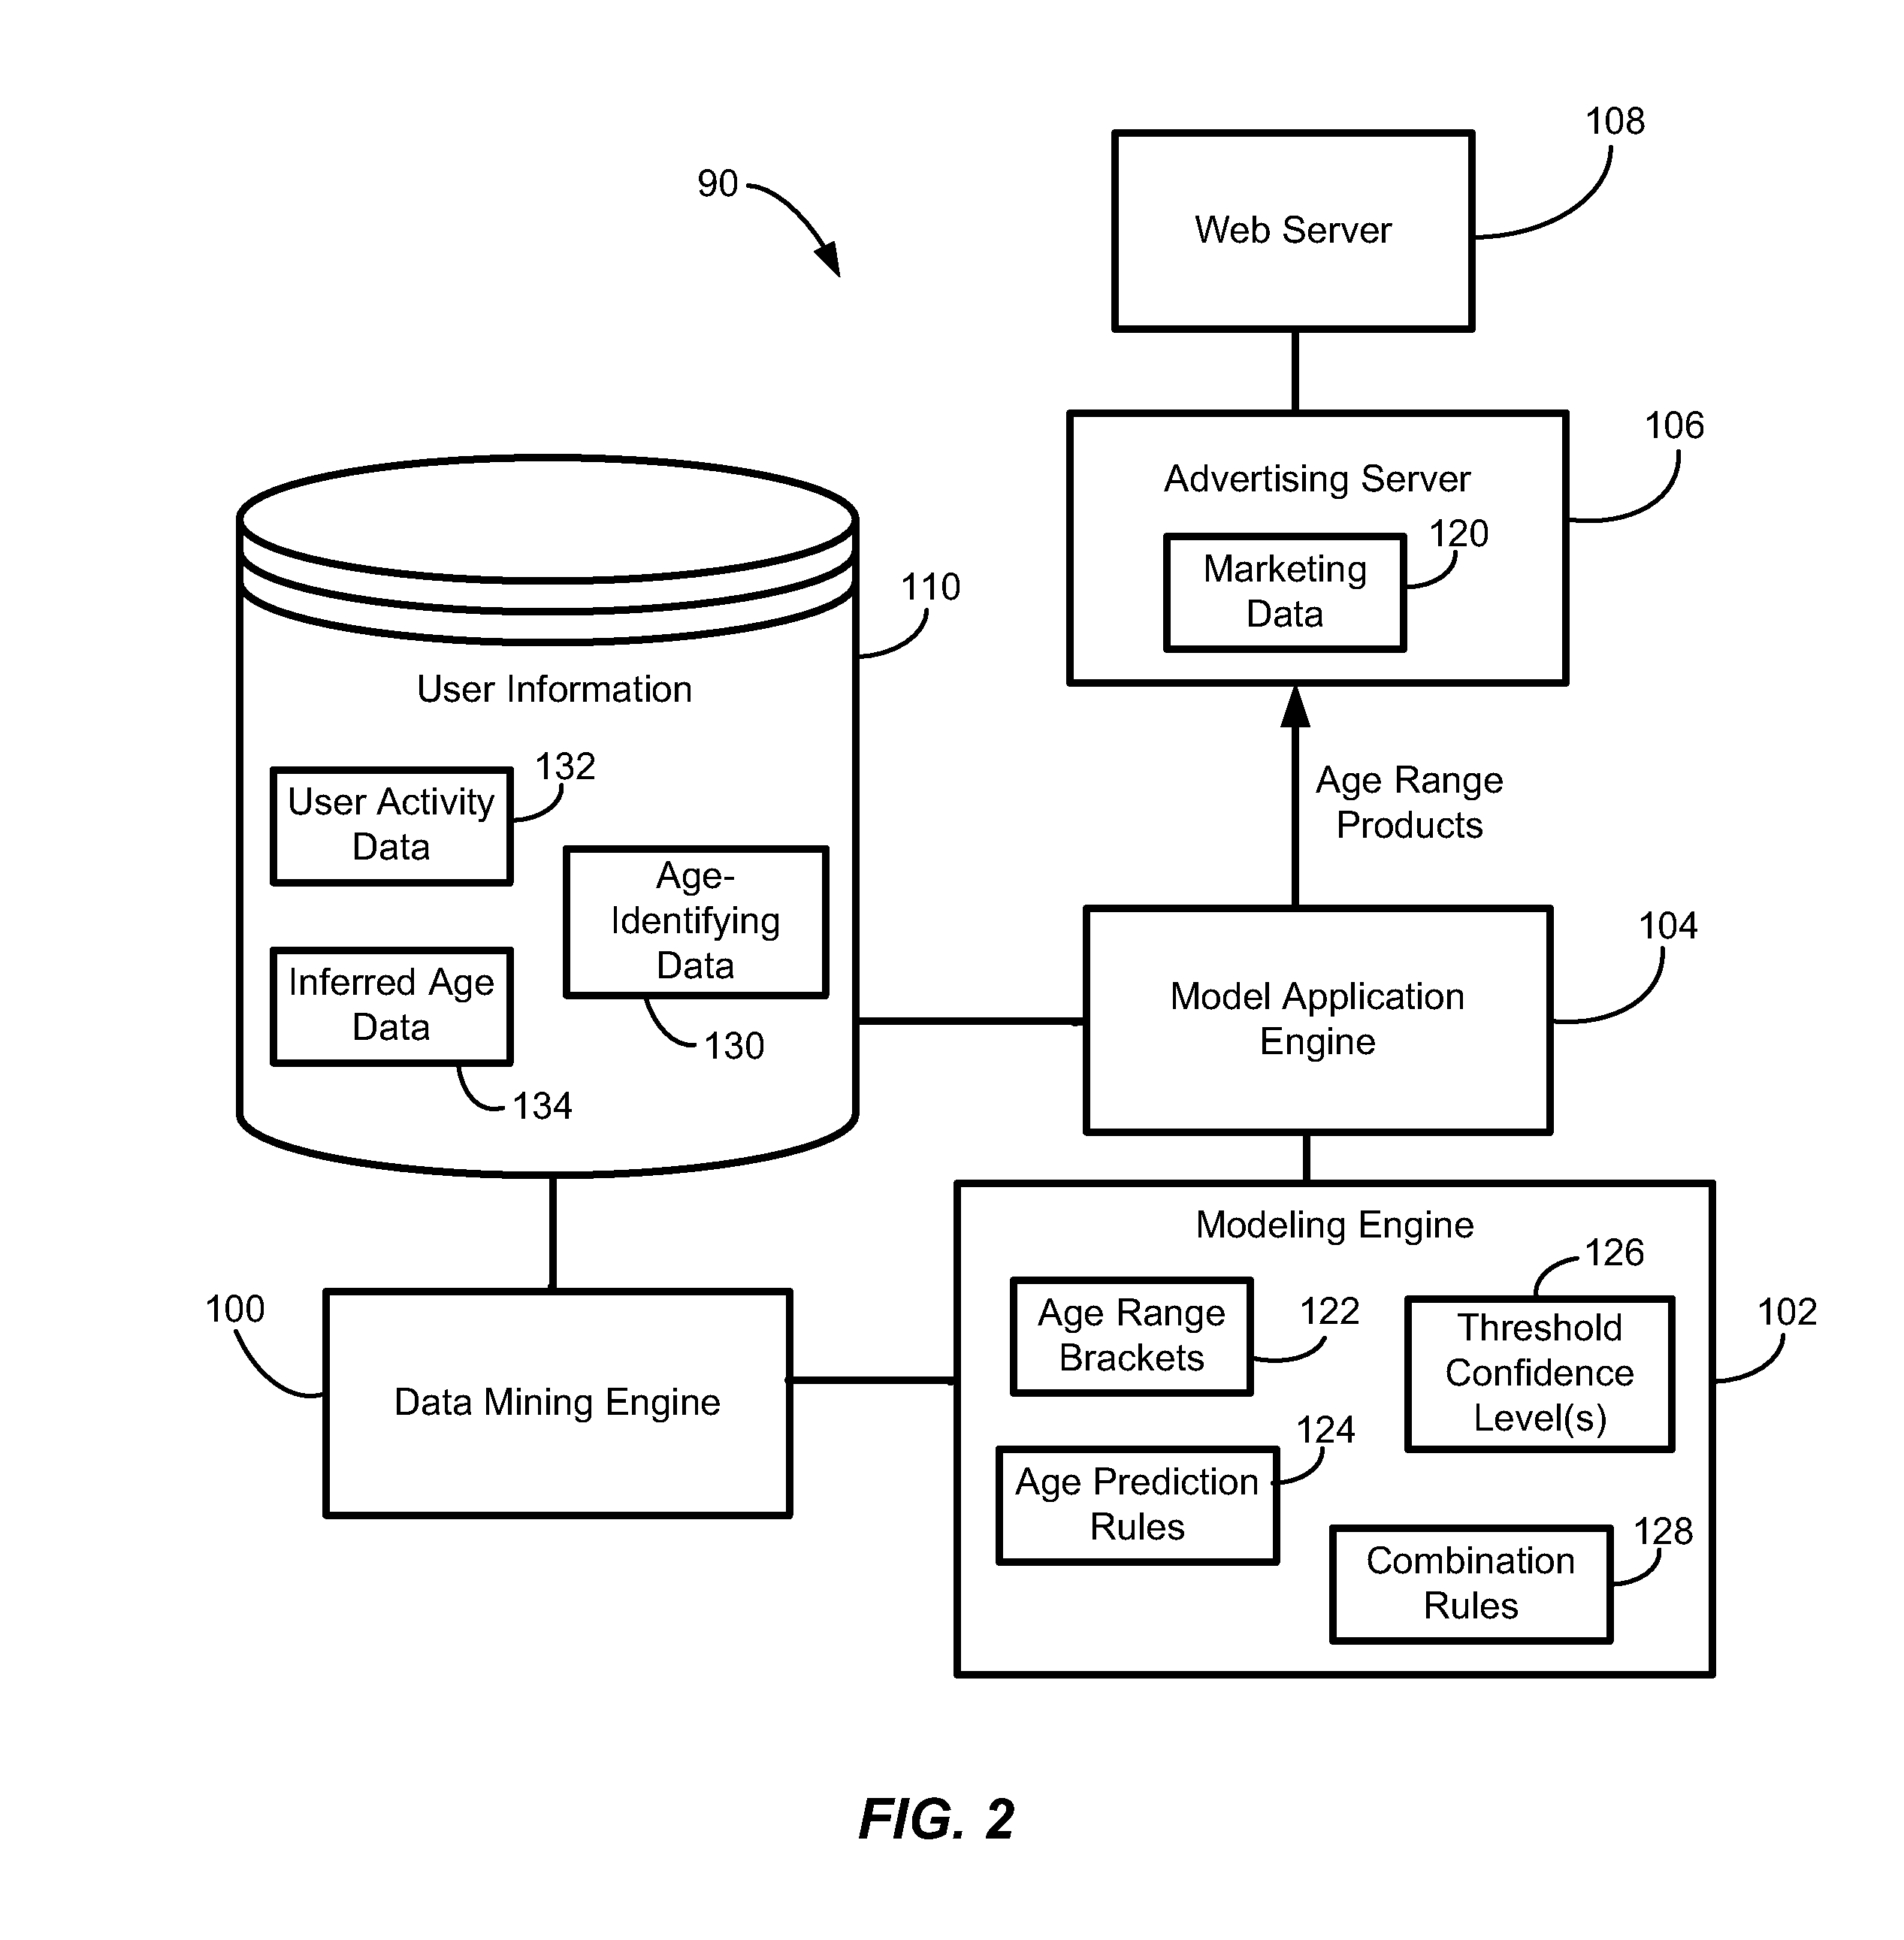 108
90
Web Server
106
Advertising Server
120
Marketing
Data
110
User Information
132
User Activity
Data
Age Range
Products
Age-
Identifying
Data
104
Inferred Age
Data
130
134
Model Application
Engine
Modeling Engine
126
100
122
102
Age Range
Brackets
Threshold
Confidence
Level(s)
Data Mining Engine
124
Age Prediction
Rules
128
Combination
Rules
FIG. 2